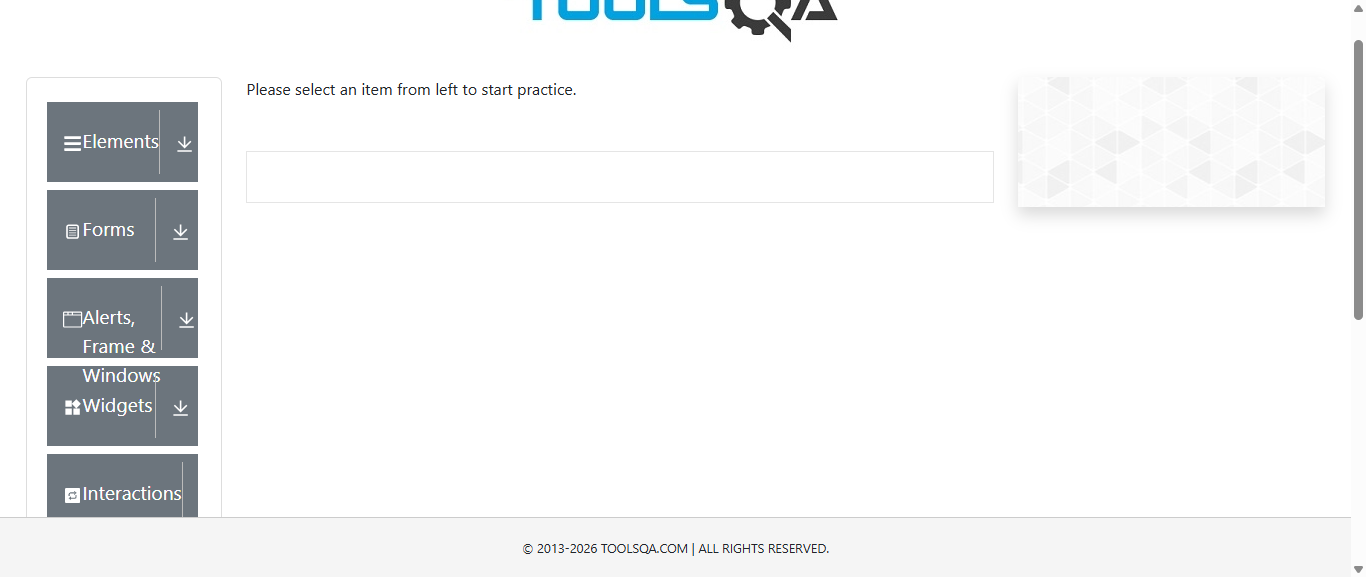 TOOLSQA
Please select an item from left to start practice.
Elements
Forms
Alerts,
Frame &
Windows
Widgets
Interactions
© 2013-2026 TOOLSQA.COM | ALL RIGHTS RESERVED.